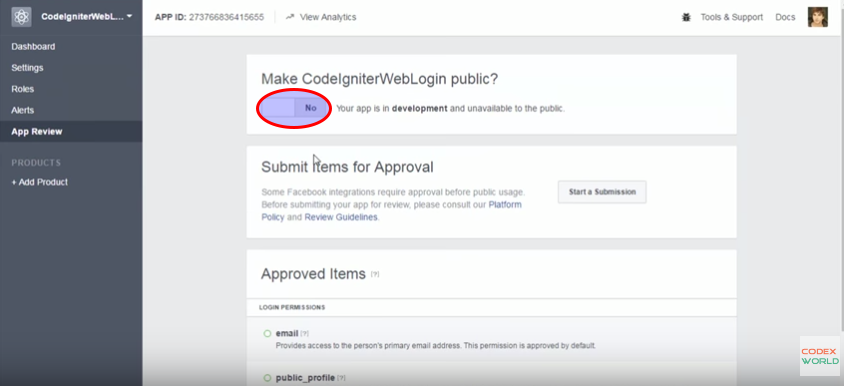 CodeIgniterWebL... APP ID: 273766836415655 View Analytics Tools & Support Docs
Dashboard
Settings
Roles
Alerts
App Review
PRODUCTS
+ Add Product
Make CodeIgniterWebLogin public?
No Your app is in development and unavailable to the public.
Submit Items for Approval
Some Facebook integrations require approval before public usage.
Before submitting your app for review, please consult our Platform
Policy and Review Guidelines.
Start a Submission
Approved Items [?]
LOGIN PERMISSIONS
email [?]
Provides access to the person's primary email address. This permission is approved by default.
public_profile [?]
CODEX
WORLD